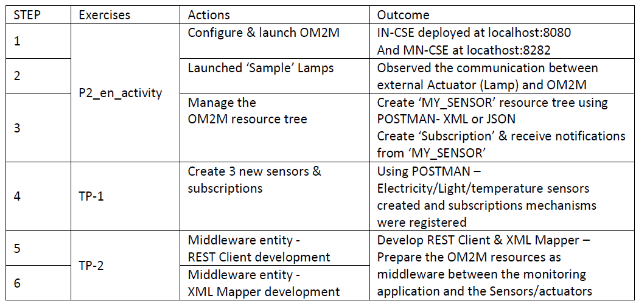 STEP Exercises Actions Outcome
1 Configure & launch OM2M IN-CSE deployed at localhost:8080
And MN-CSE at locathost:8282
2 Launched ‘Sample’ Lamps Observed the communication between
external Actuator (Lamp) and OM2M
P2_en_activity
3 Manage the
OM2M resource tree
Create ‘MY_SENSOR’ resource tree using
POSTMAN- XML or JSON
Create ‘Subscription’ & receive notifications
from ‘MY_SENSOR’
4 TP-1 Create 3 new sensors &
subscriptions
Using POSTMAN –
Electricity/Light/temperature sensors
created and subscriptions mechanisms
were registered
5 Middleware entity -
REST Client development
TP-2
6 Middleware entity -
XML Mapper development
Develop REST Client & XML Mapper –
Prepare the OM2M resources as
middleware between the monitoring
application and the Sensors/actuators